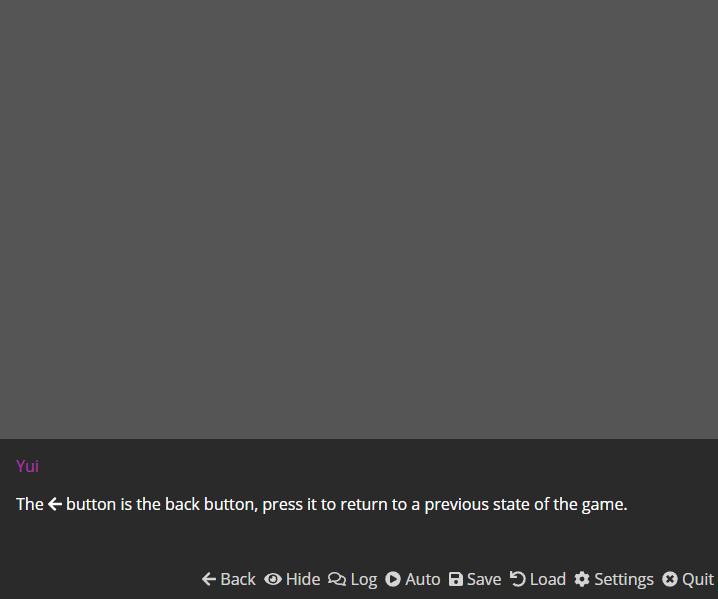 Yui
The ← button is the back button, press it to return to a previous state of the game.
Back Hide Log Auto Save Load Settings Quit